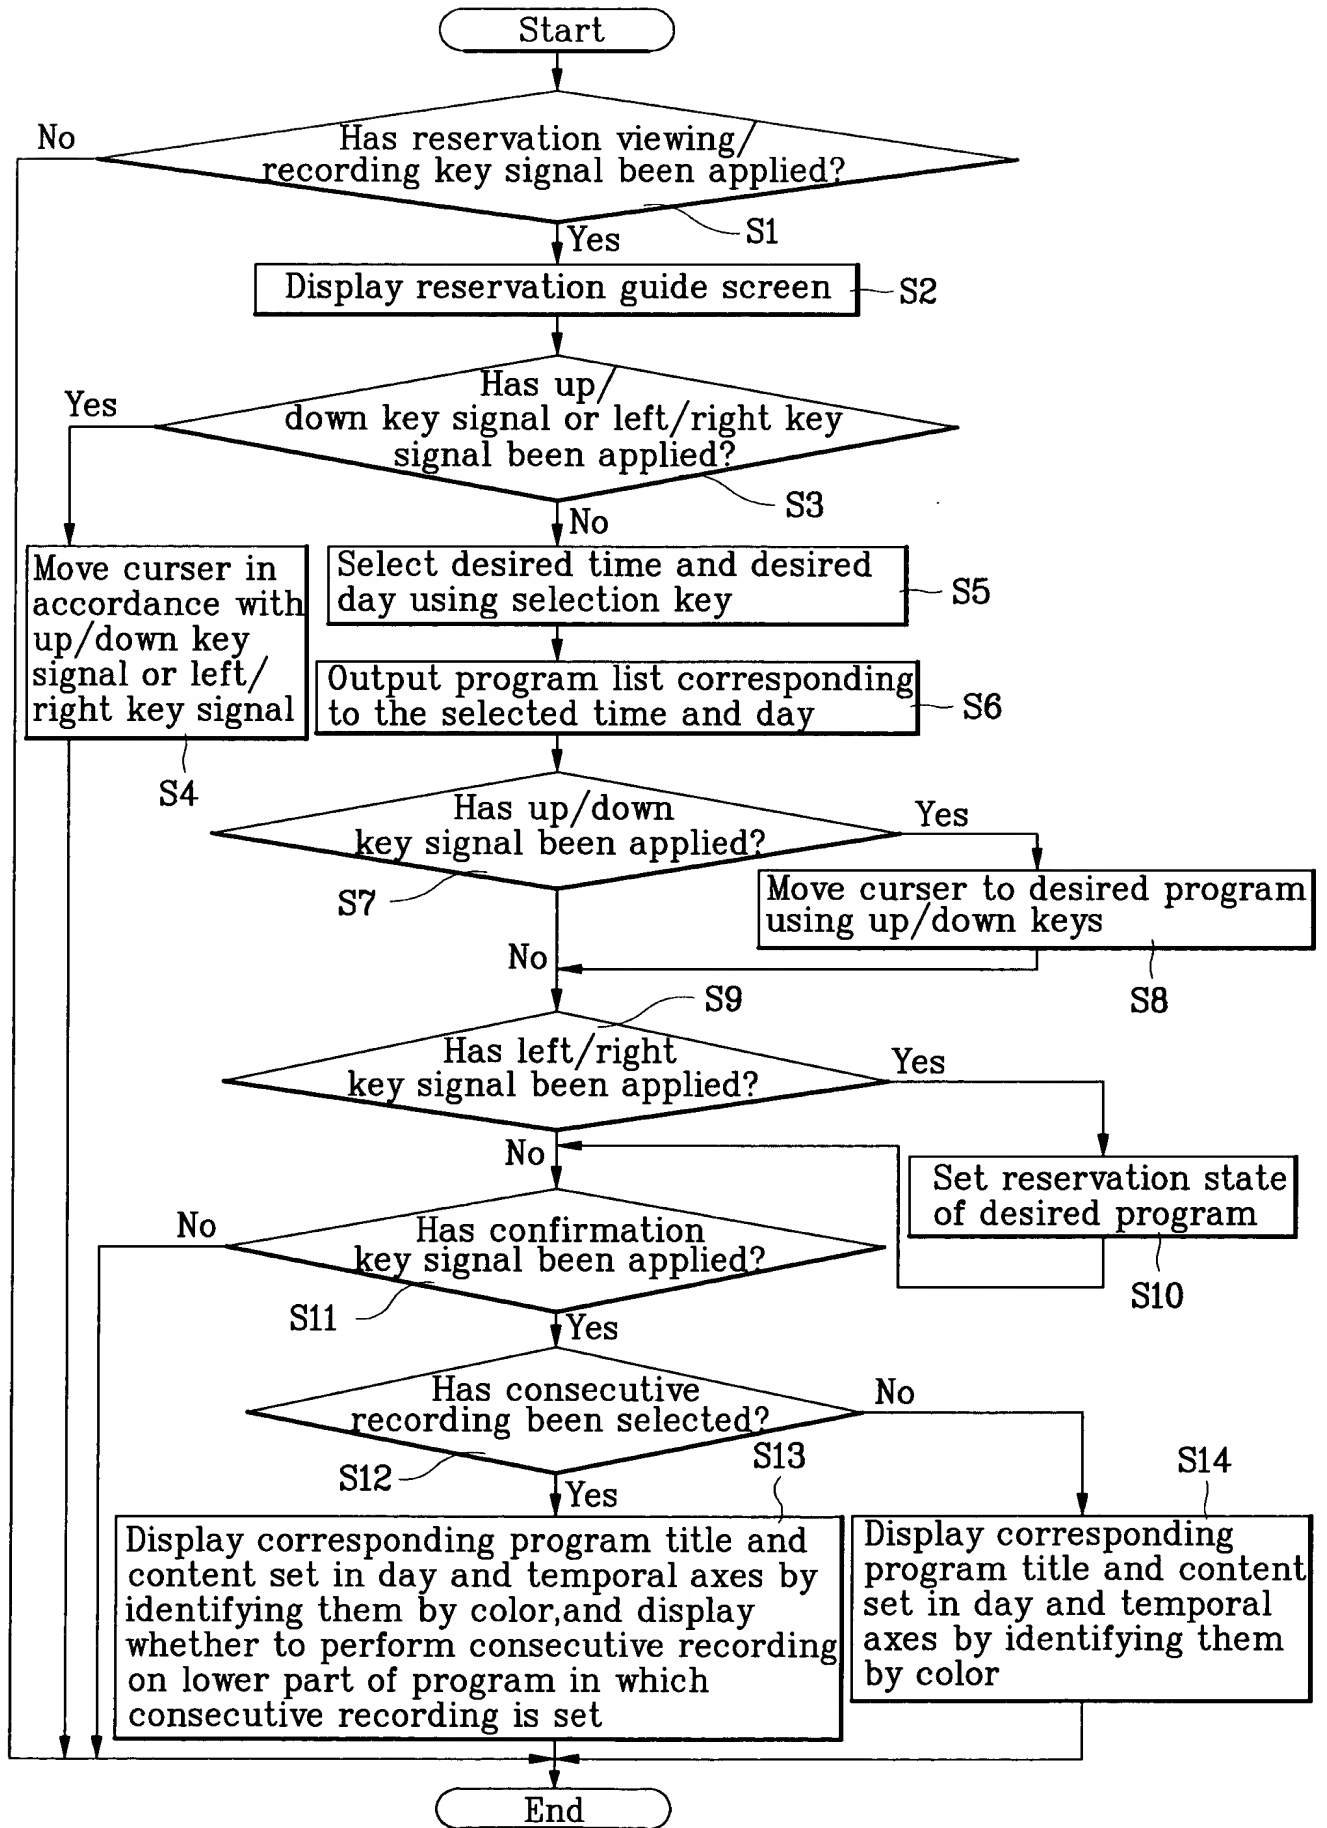 Start
No
Has reservation viewing/
recording key signal been applied?
S1
Yes
Display reservation guide screen
S2
Has up/
down key signal or left/right key
signal been applied?
Yes
S3
No
Move curser in
accordance with
up/down key
signal or left/
right key signal
S4
Select desired time and desired
day using selection key
S5
Output program list corresponding
to the selected time and day
S6
Has up/down
key signal been applied?
Yes
S7
Move curser to desired program
using up/down keys
No
S8
S9
Has left/right
key signal been applied?
Yes
No
Set reservation state
of desired program
S10
No
Has confirmation
key signal been applied?
S11
Yes
Has consecutive
recording been selected?
No
S12
Yes
S13
S14
Display corresponding program title and
content set in day and temporal axes by
identifying them by color,and display
whether to perform consecutive recording
on lower part of program in which
consecutive recording is set
Display corresponding
program title and content
set in day and temporal
axes by identifying them
by color
End